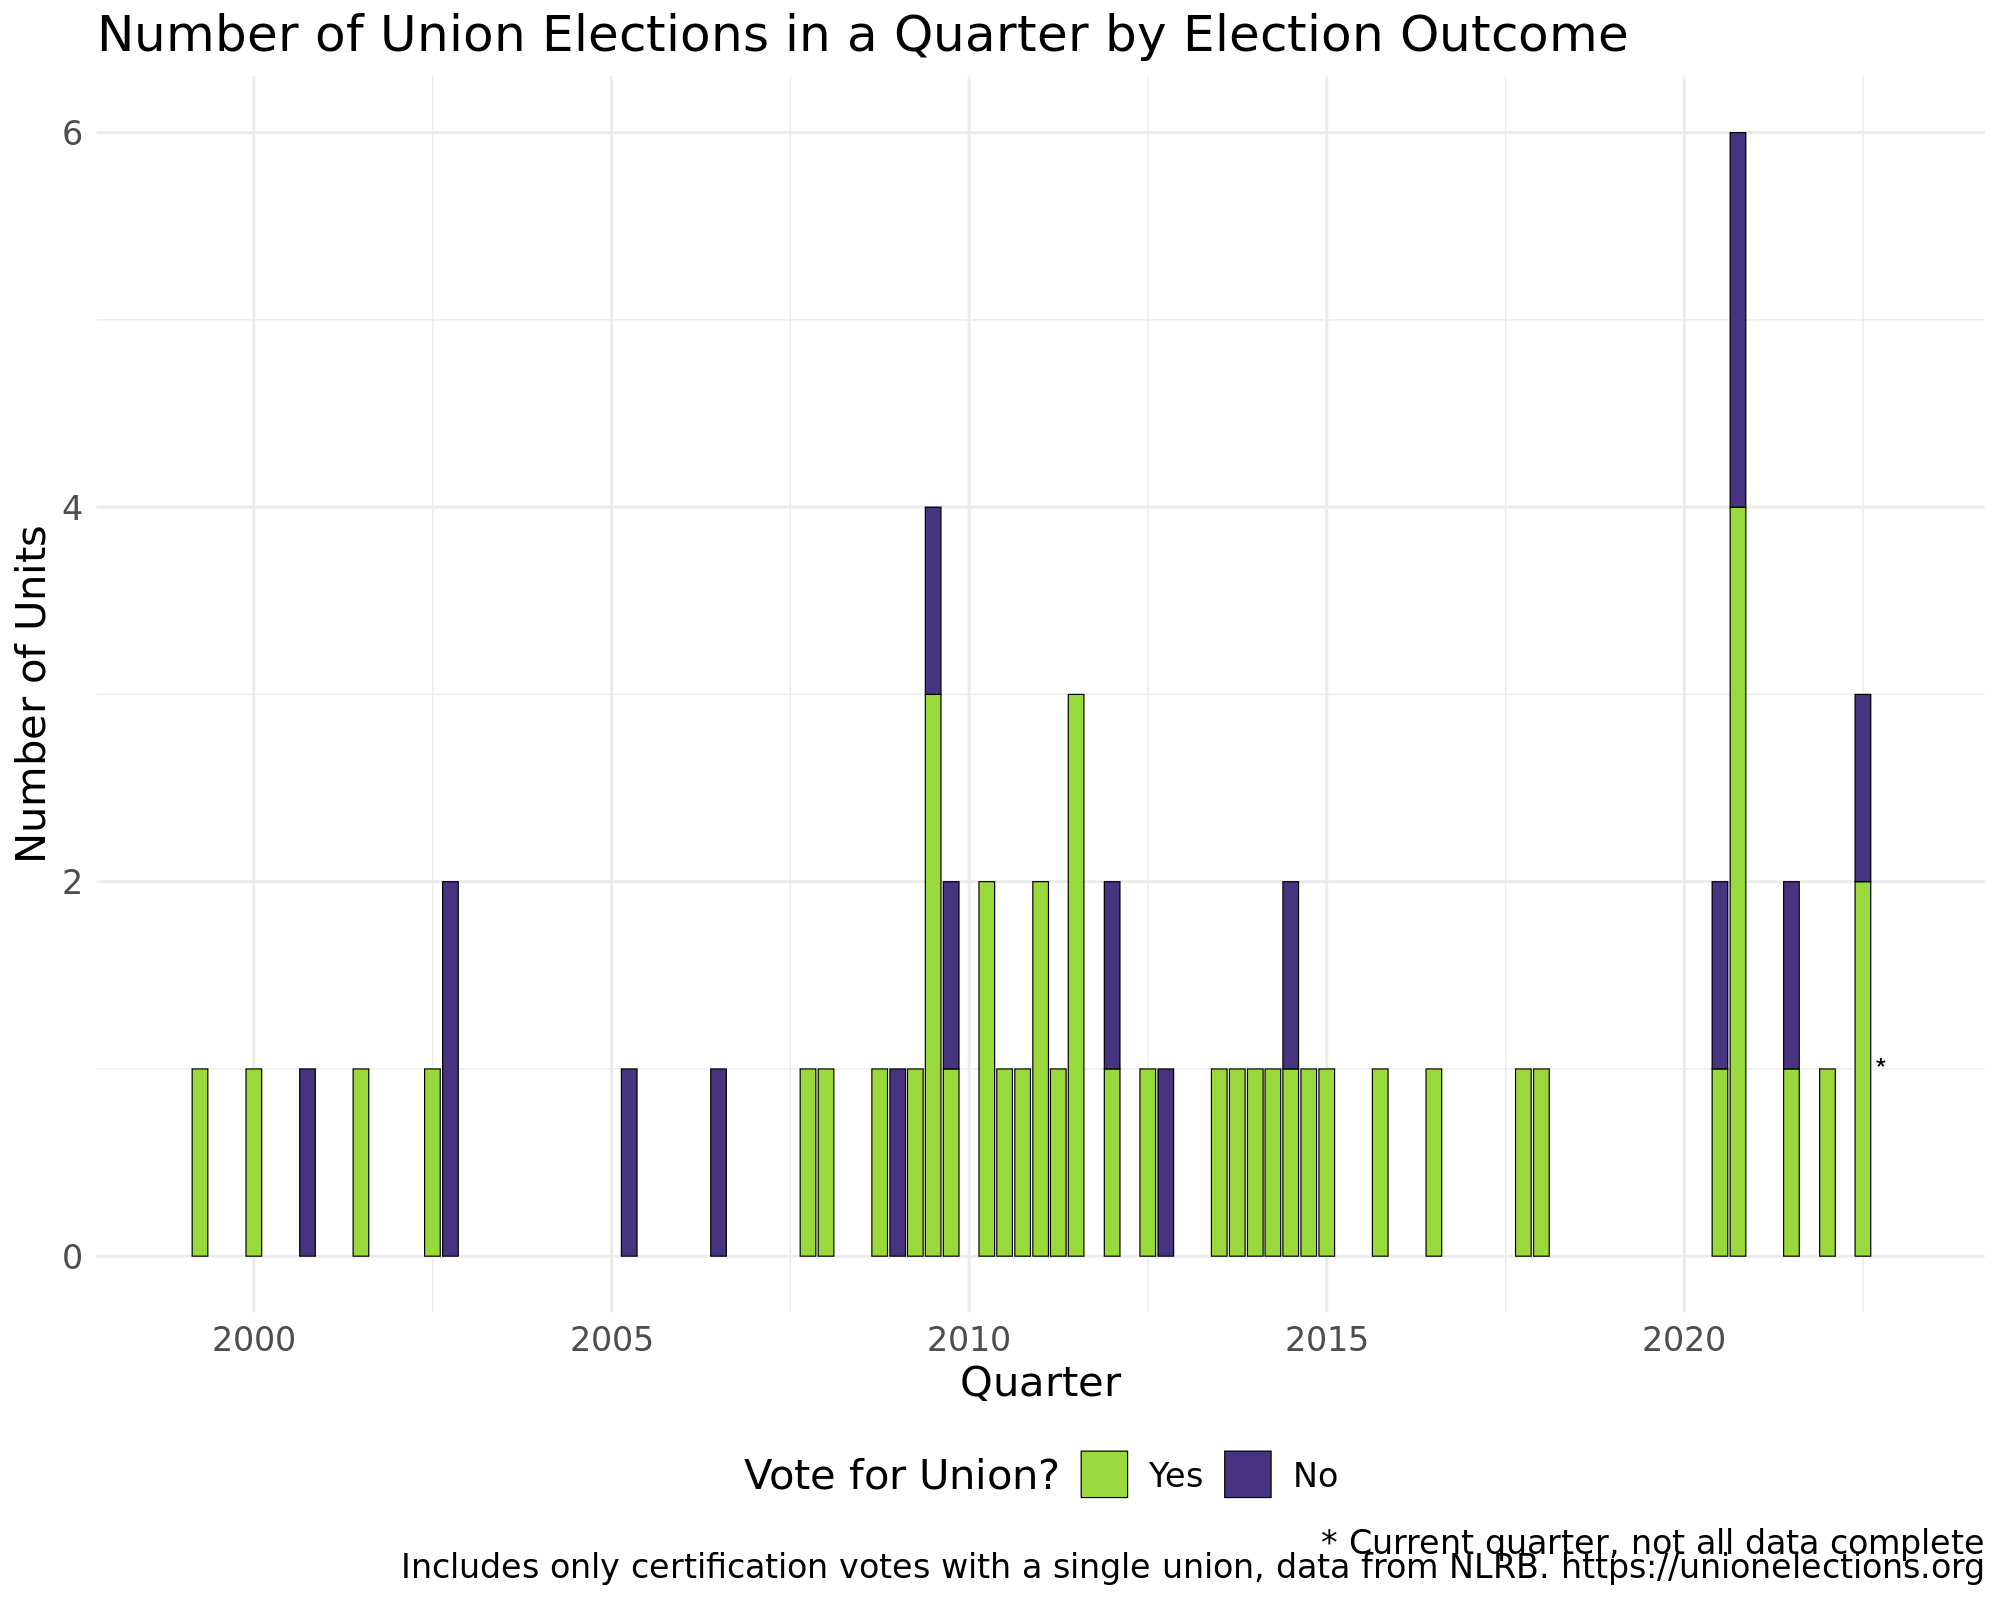 Number of Union Elections in a Quarter by Election Outcome
Number of Units
6
4
2
0
*
2000 2005 2010 2015 2020
Quarter
Vote for Union? Yes No
* Current quarter, not all data complete
Includes only certification votes with a single union, data from NLRB. https://unionelections.org